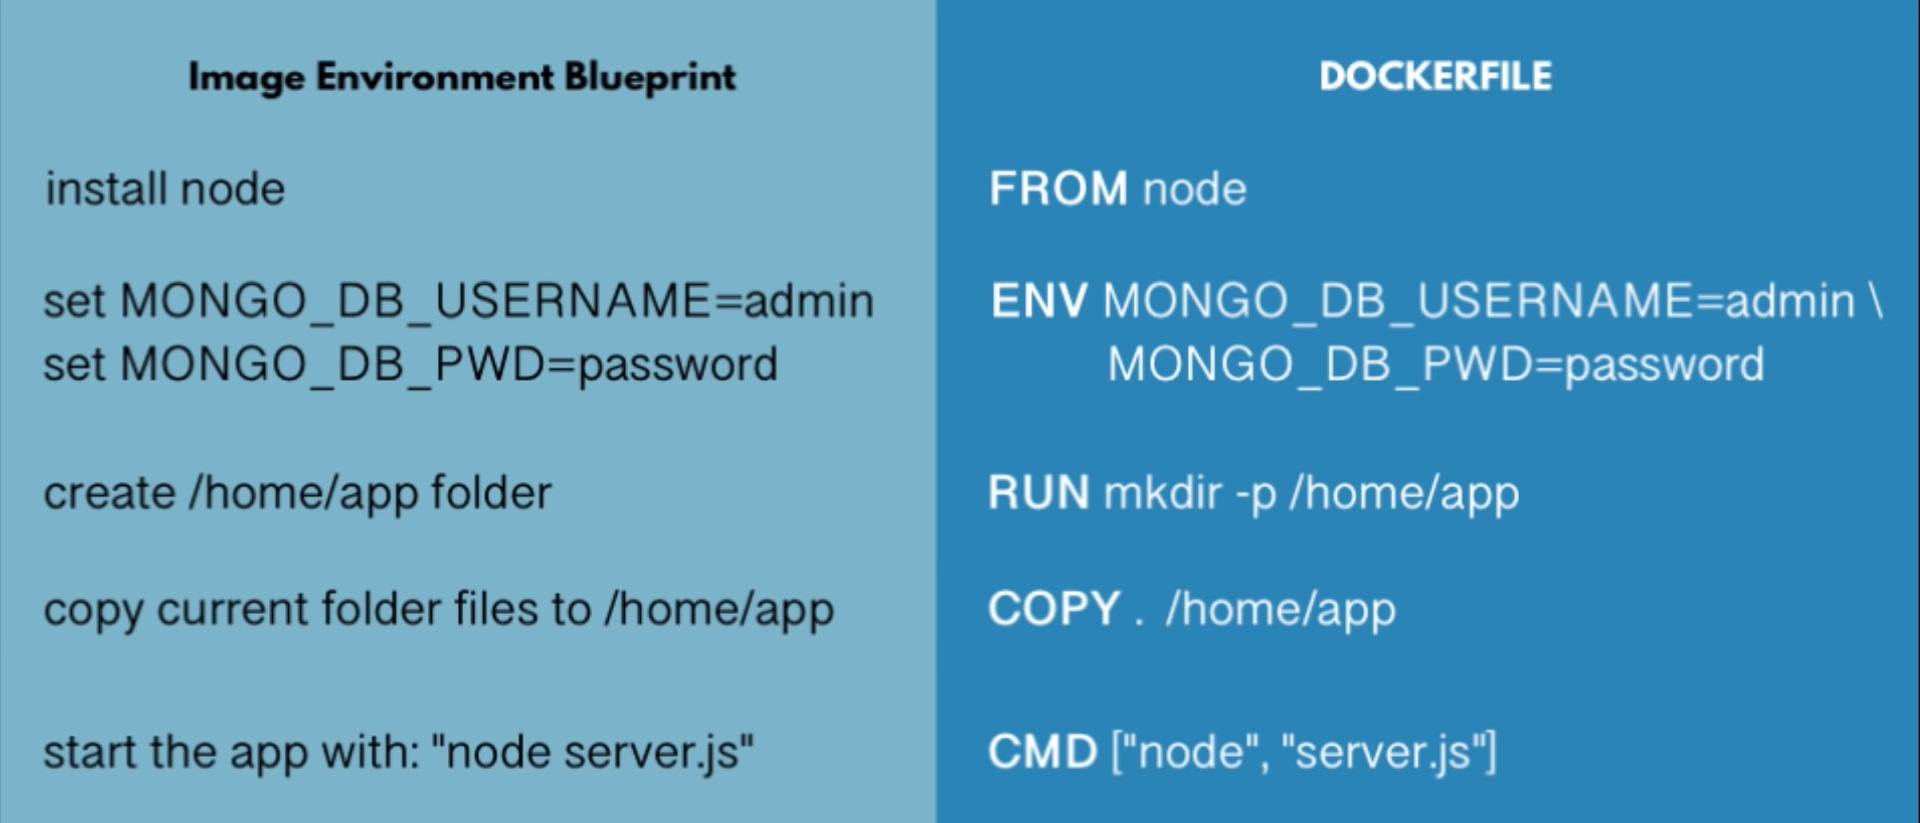 Image Environment Blueprint
install node
set MONGO_DB_USERNAME=admin
set MONGO_DB_PWD=password
create /home/app folder
copy current folder files to /home/app
start the app with: "node server.js"
DOCKERFILE
FROM node
ENV MONGO_DB_USERNAME=admin \
MONGO_DB_PWD=password
RUN mkdir -p /home/app
COPY . /home/app
CMD ["node", "server.js"]